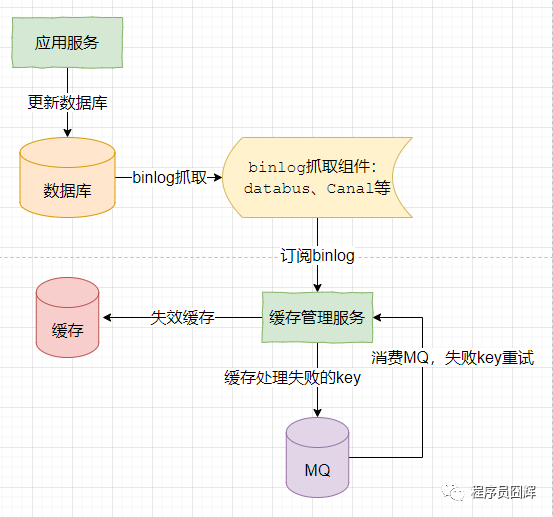 应用服务
更新数据库
数据库
binlog抓取
binlog抓取组件：
databus、Canal等
订阅binlog
缓存
失效缓存
缓存管理服务
缓存处理失败的key
消费MQ，失败key重试
MQ
程序员囧辉